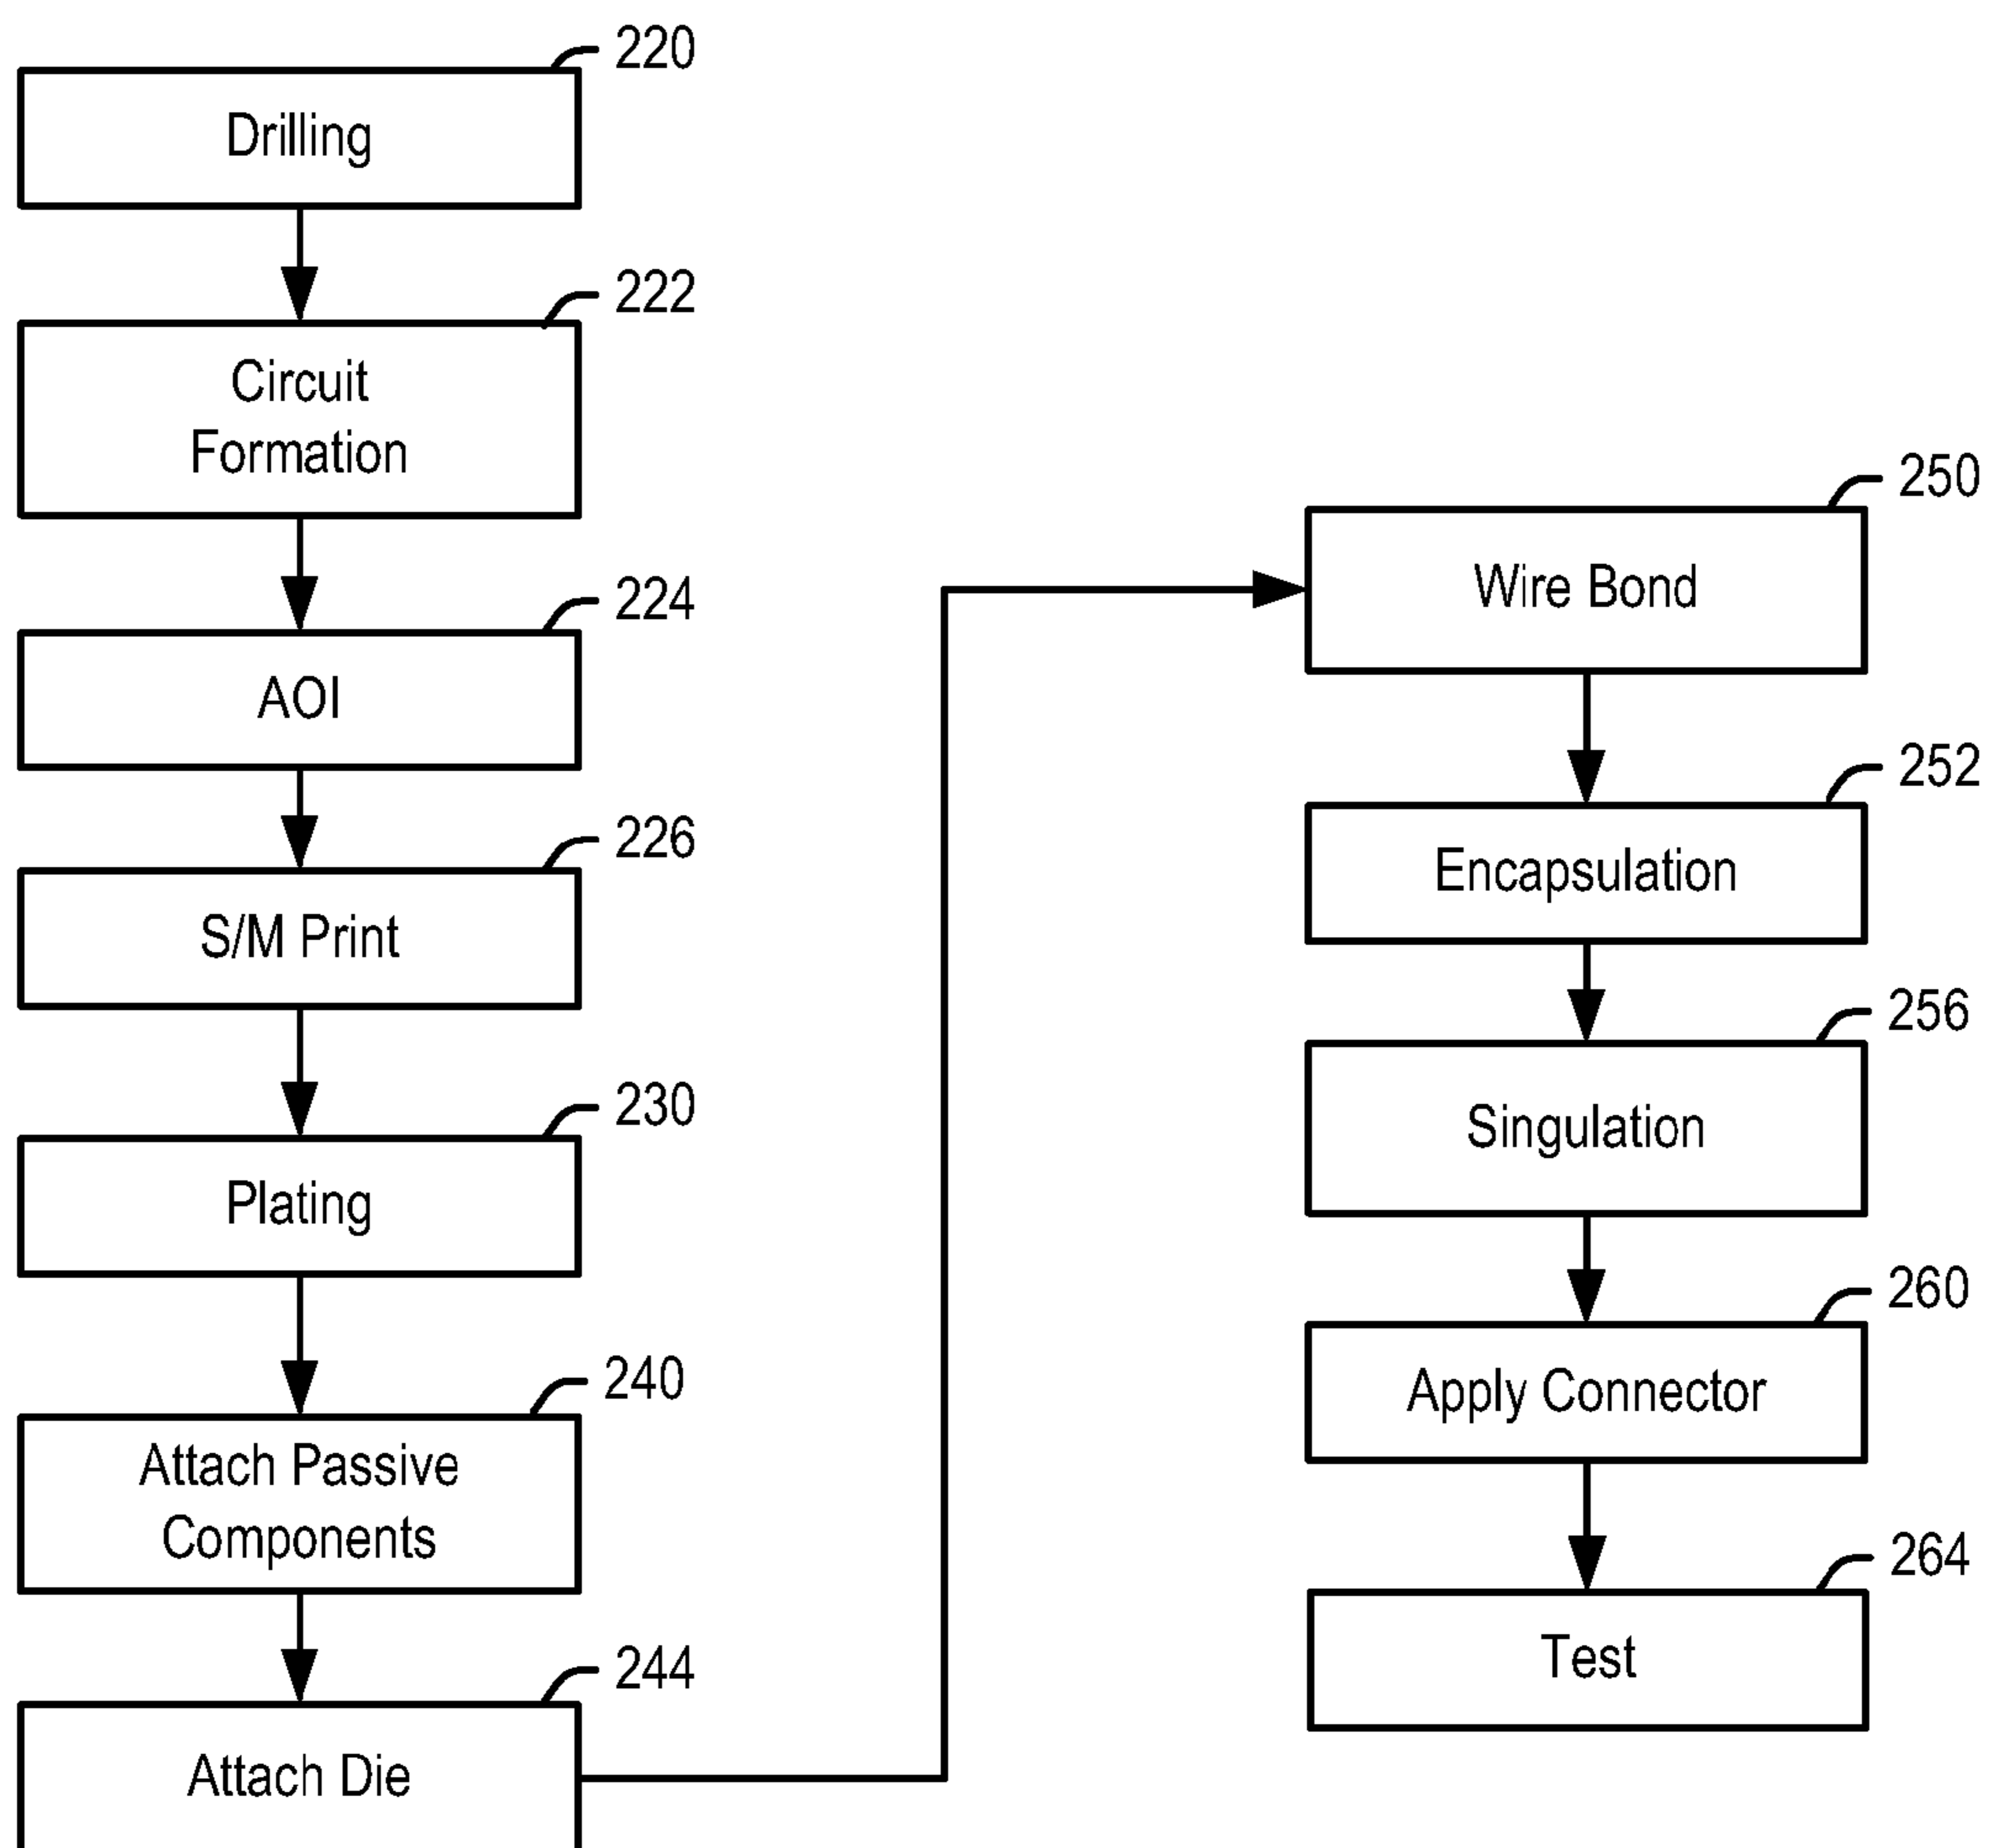 220
Drilling
222
Circuit
Formation
224
AOI
226
S/M Print
230
Plating
240
Attach Passive
Components
244
Attach Die
250
Wire Bond
252
Encapsulation
256
Singulation
260
Apply Connector
264
Test